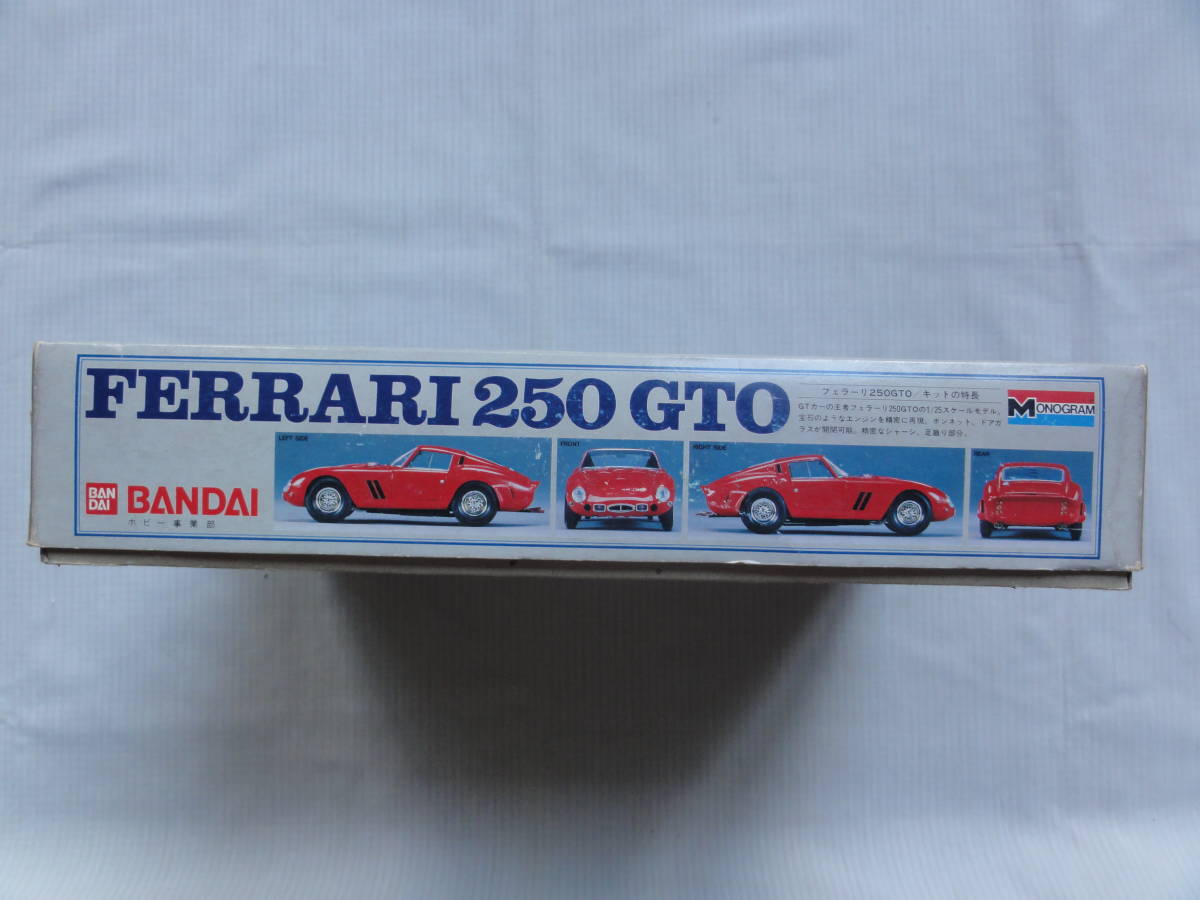 FERRARI 250 GTO
フェラーリ250GTO/キットの特長
GTカーの王者フェラーリ250GTOの1/25スケールモデル。
宝石のようなエンジンを精密に再現。ボンネット、ドアガ
ラスが開閉可能。精密なシャーシ、足廻り部分。
MONOGRAM
LEFT SIDE
FRONT
RIGHT SIDE
REAR
BAN
DAI
BANDAI
ホビー事業部